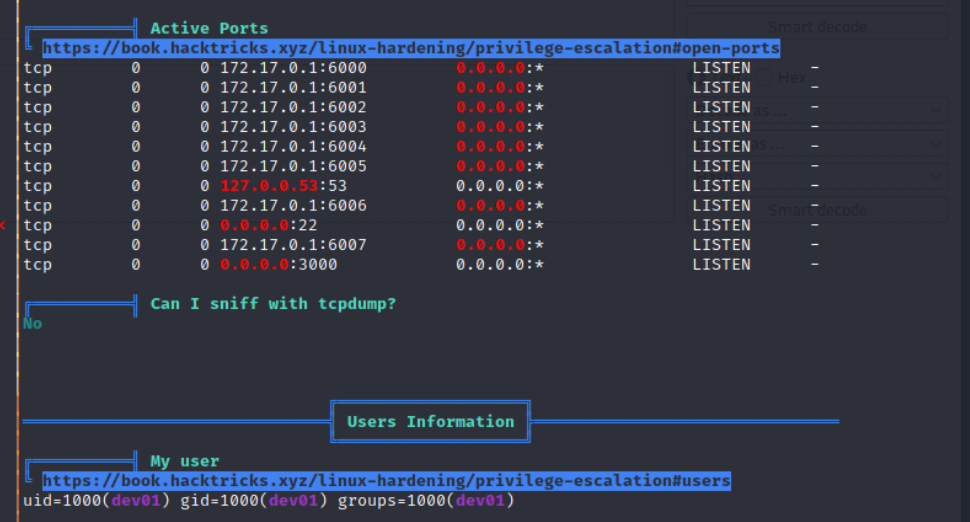 Active Ports
https://book.hacktricks.xyz/linux-hardening/privilege-escalation#open-ports
tcp 0 0 172.17.0.1:6000 0.0.0.0:* LISTEN -
tcp 0 0 172.17.0.1:6001 0.0.0.0:* LISTEN -
tcp 0 0 172.17.0.1:6002 0.0.0.0:* LISTEN -
tcp 0 0 172.17.0.1:6003 0.0.0.0:* LISTEN -
tcp 0 0 172.17.0.1:6004 0.0.0.0:* LISTEN -
tcp 0 0 172.17.0.1:6005 0.0.0.0:* LISTEN -
tcp 0 0 127.0.0.53:53 0.0.0.0:* LISTEN -
tcp 0 0 172.17.0.1:6006 0.0.0.0:* LISTEN -
tcp 0 0 0.0.0.0:22 0.0.0.0:* LISTEN -
tcp 0 0 172.17.0.1:6007 0.0.0.0:* LISTEN -
tcp 0 0 0.0.0.0:3000 0.0.0.0:* LISTEN -
Can I sniff with tcpdump?
No
Users Information
My user
https://book.hacktricks.xyz/linux-hardening/privilege-escalation#users
uid=1000(dev01) gid=1000(dev01) groups=1000(dev01)
Smart decode
Hex
as ...
as ...
Smart decode